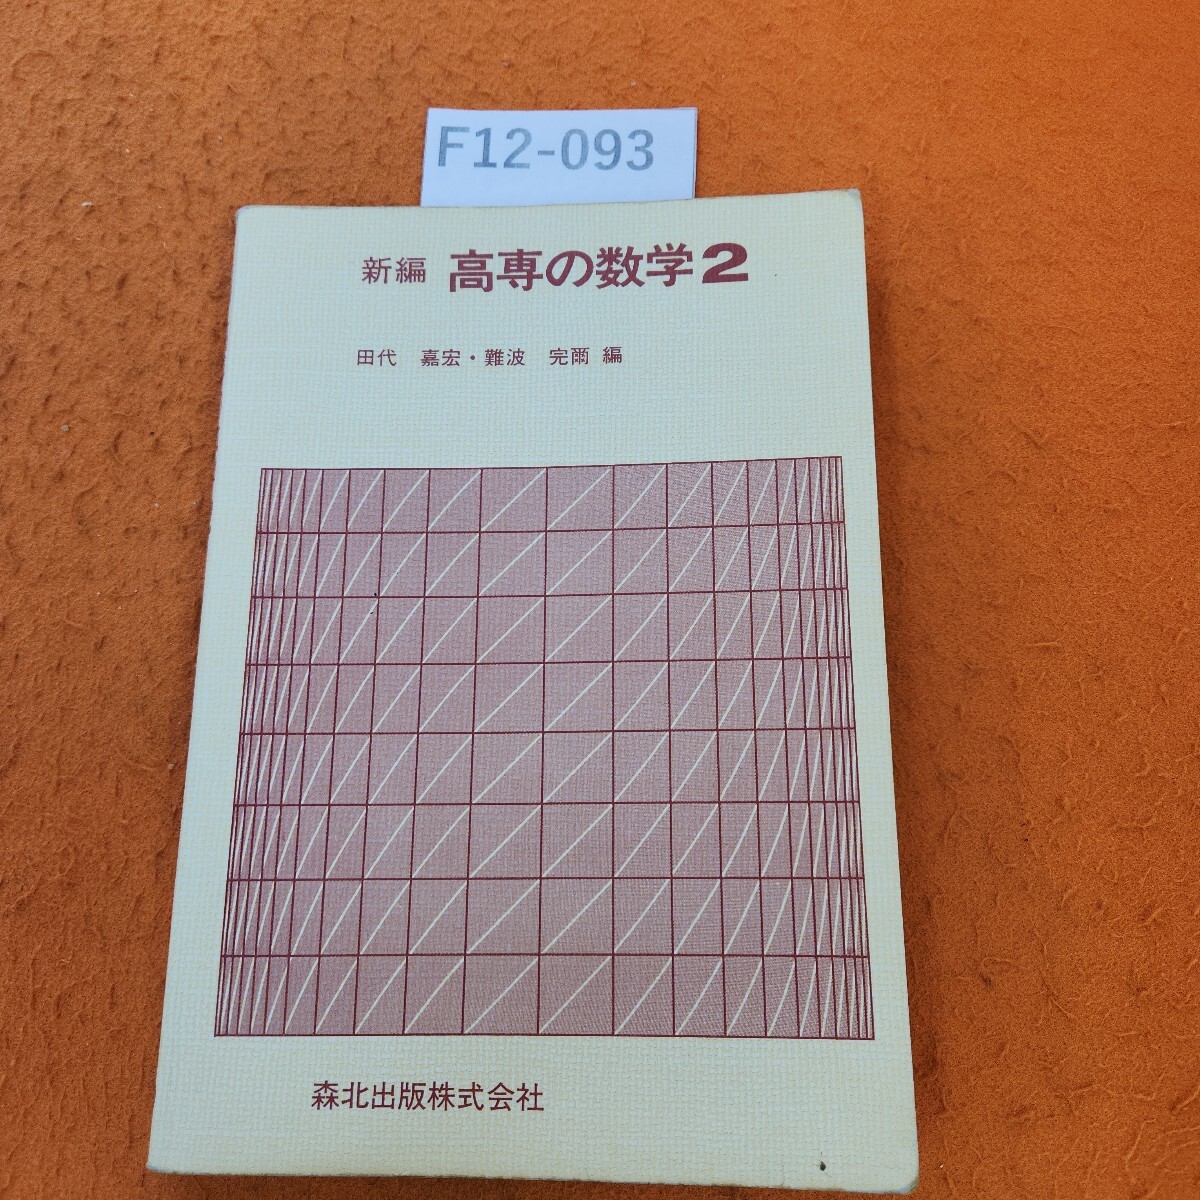 F12-093
新編 高専の数学2
田代 嘉宏・難波 完爾 編
森北出版株式会社